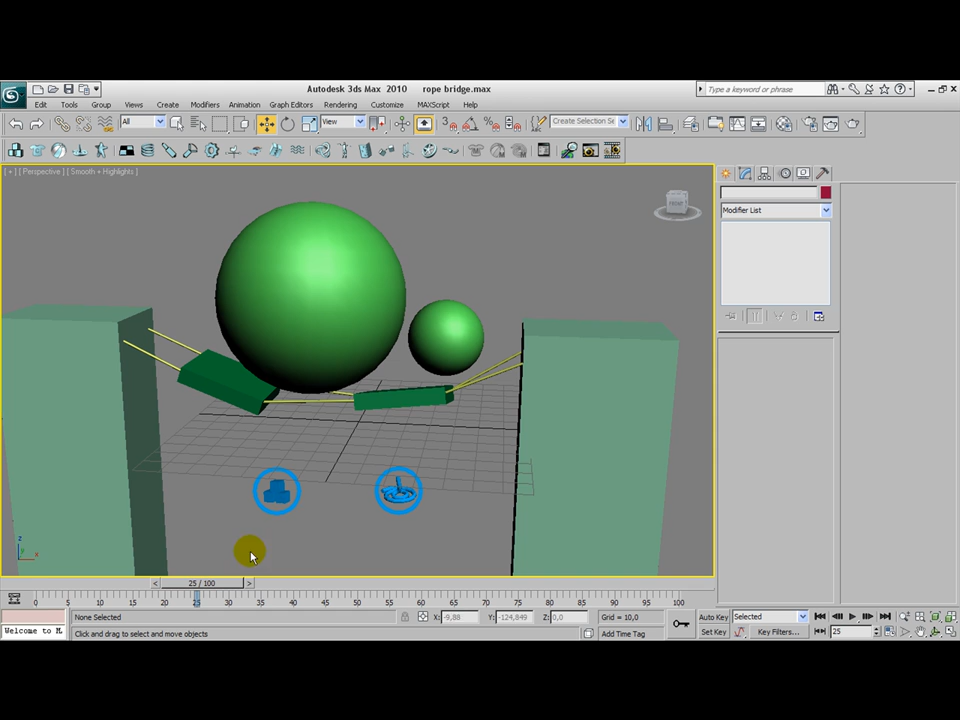 Autodesk 3ds Max 2010 rope bridge.max
Type a keyword or phrase
Edit Tools Group Views Create Modifiers Animation Graph Editors Rendering Customize MAXScript Help
All View 3 Create Selection Se
[ + ] [ Perspective ] [ Smooth + Highlights ]
FRONT
Modifier List
z
y x
< 25 / 100 >
0 5 10 15 20 25 30 35 40 45 50 55 60 65 70 75 80 85 90 95 100
None Selected X: -9,88 Y: -124,849 Z: 0,0 Grid = 10,0 Auto Key Selected
Welcome to M Click and drag to select and move objects Add Time Tag Set Key Key Filters... 25